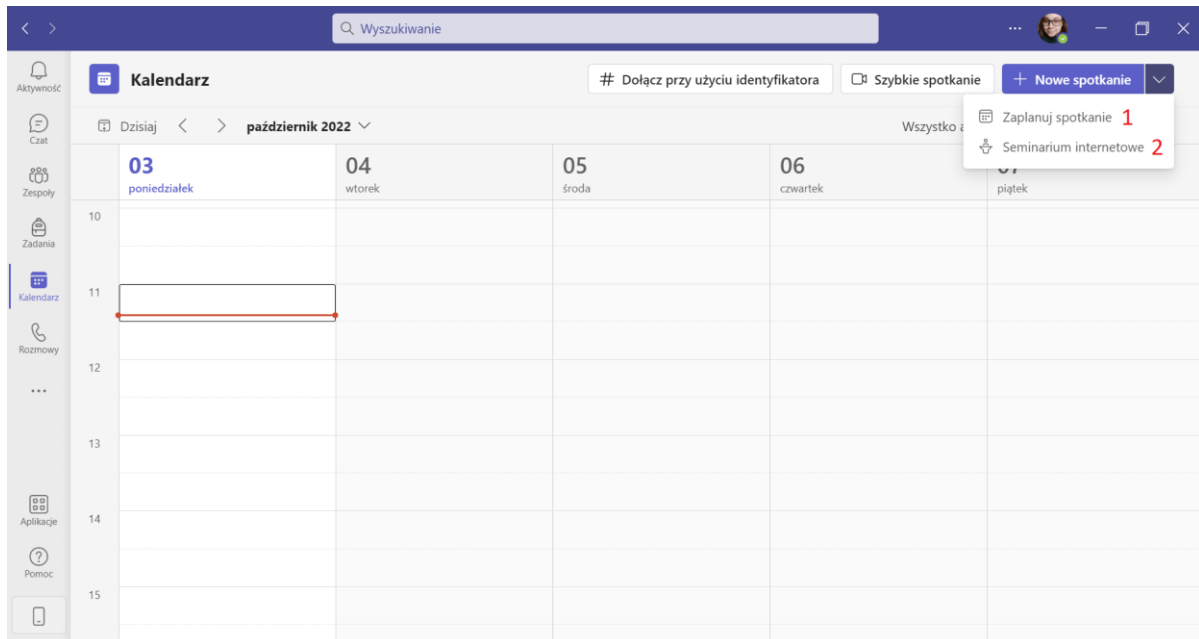 Wyszukiwanie
Aktywność
Czat
Zespoły
Zadania
Kalendarz
Rozmowy
Aplikacje
Pomoc
Kalendarz
# Dołącz przy użyciu identyfikatora
Szybkie spotkanie
+ Nowe spotkanie
Zaplanuj spotkanie 1
Seminarium internetowe 2
Dzisiaj
październik 2022
Wszystko
03
poniedziałek
04
wtorek
05
środa
06
czwartek
07
piątek
10
11
12
13
14
15